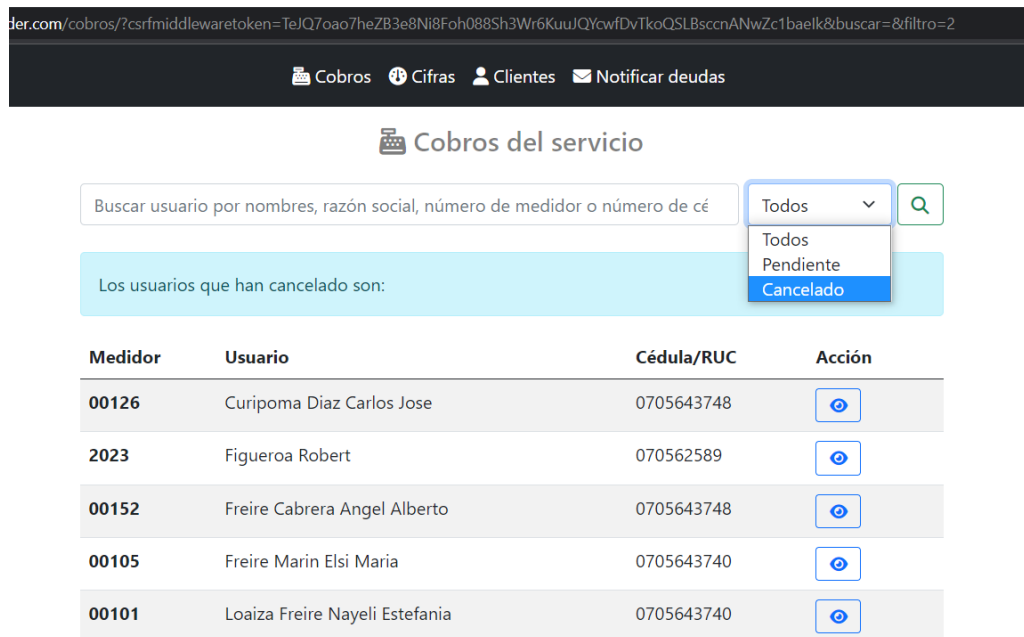 der.com/cobros/?csrfmiddlewaretoken=TeJQ7oao7heZB3e8Ni8Foh088Sh3Wr6KuuJQYcwfDvTkoQSLBsccnANwZc1baeIk&buscar=&filtro=2
Cobros Cifras Clientes Notificar deudas
Cobros del servicio
Buscar usuario por nombres, razón social, número de medidor o número de cé
Todos
Todos
Pendiente
Cancelado
Los usuarios que han cancelado son:
Medidor Usuario Cédula/RUC Acción
00126 Curipoma Diaz Carlos Jose 0705643748
2023 Figueroa Robert 070562589
00152 Freire Cabrera Angel Alberto 0705643748
00105 Freire Marin Elsi Maria 0705643740
00101 Loaiza Freire Nayeli Estefania 0705643740